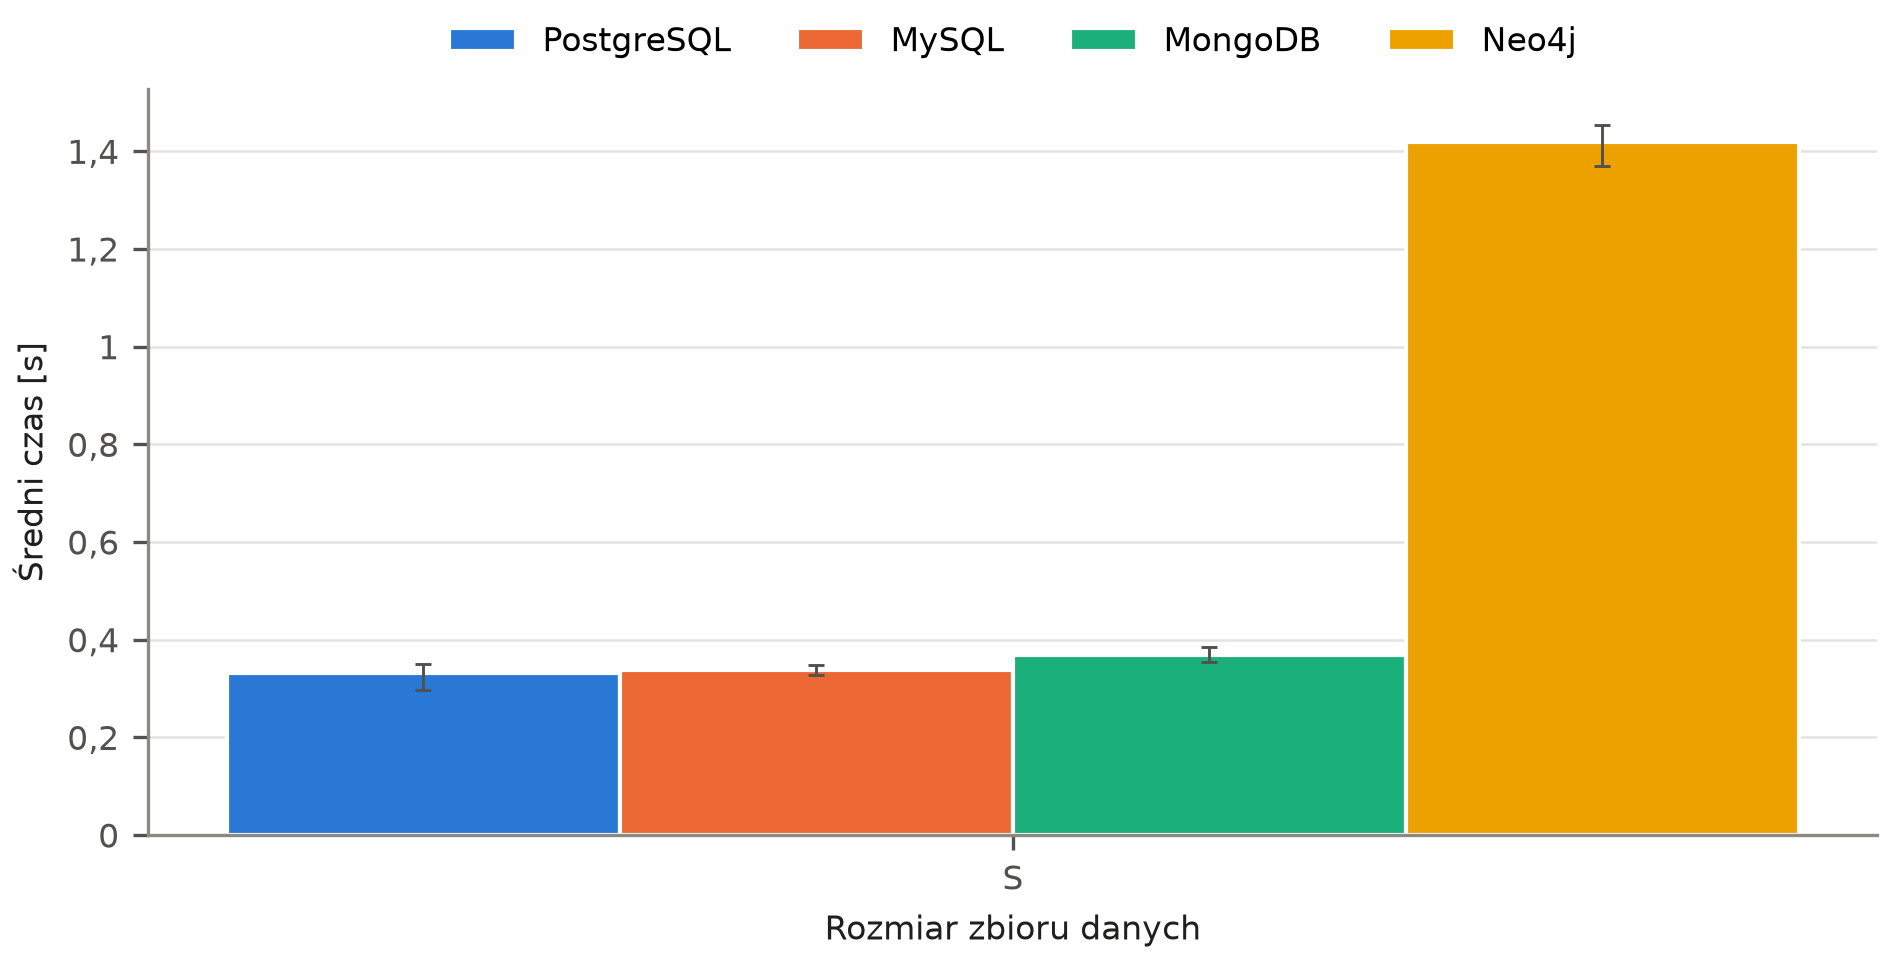 PostgreSQL MySQL MongoDB Neo4j
1,4
1,2
1
0,8
0,6
0,4
0,2
0
Średni czas [s]
S
Rozmiar zbioru danych